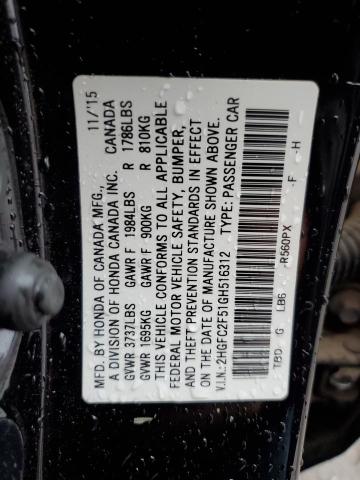 MFD. BY HONDA OF CANADA MFG., 11/'15
A DIVISION OF HONDA CANADA INC. CANADA
GVWR 3737LBS GAWR F 1984LBS R 1786LBS
GVWR 1695KG GAWR F 900KG R 810KG
THIS VEHICLE CONFORMS TO ALL APPLICABLE
FEDERAL MOTOR VEHICLE SAFETY, BUMPER,
AND THEFT PREVENTION STANDARDS IN EFFECT
ON THE DATE OF MANUFACTURE SHOWN ABOVE.
V.I.N.: 2HGFC2F51GH516312 TYPE: PASSENGER CAR
R560PX F -H
TBD G LB6